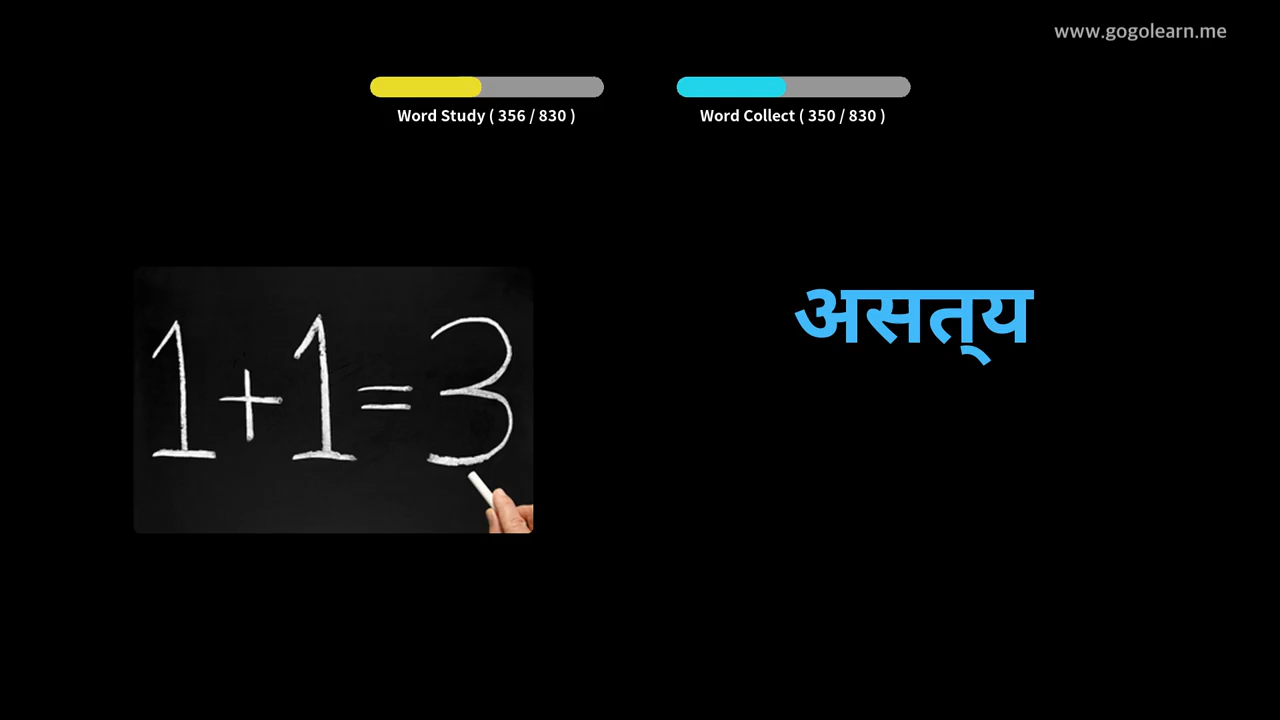 www.gogolearn.me
Word Study ( 356 / 830 )
Word Collect ( 350 / 830 )
1+1=3
असत्‌य